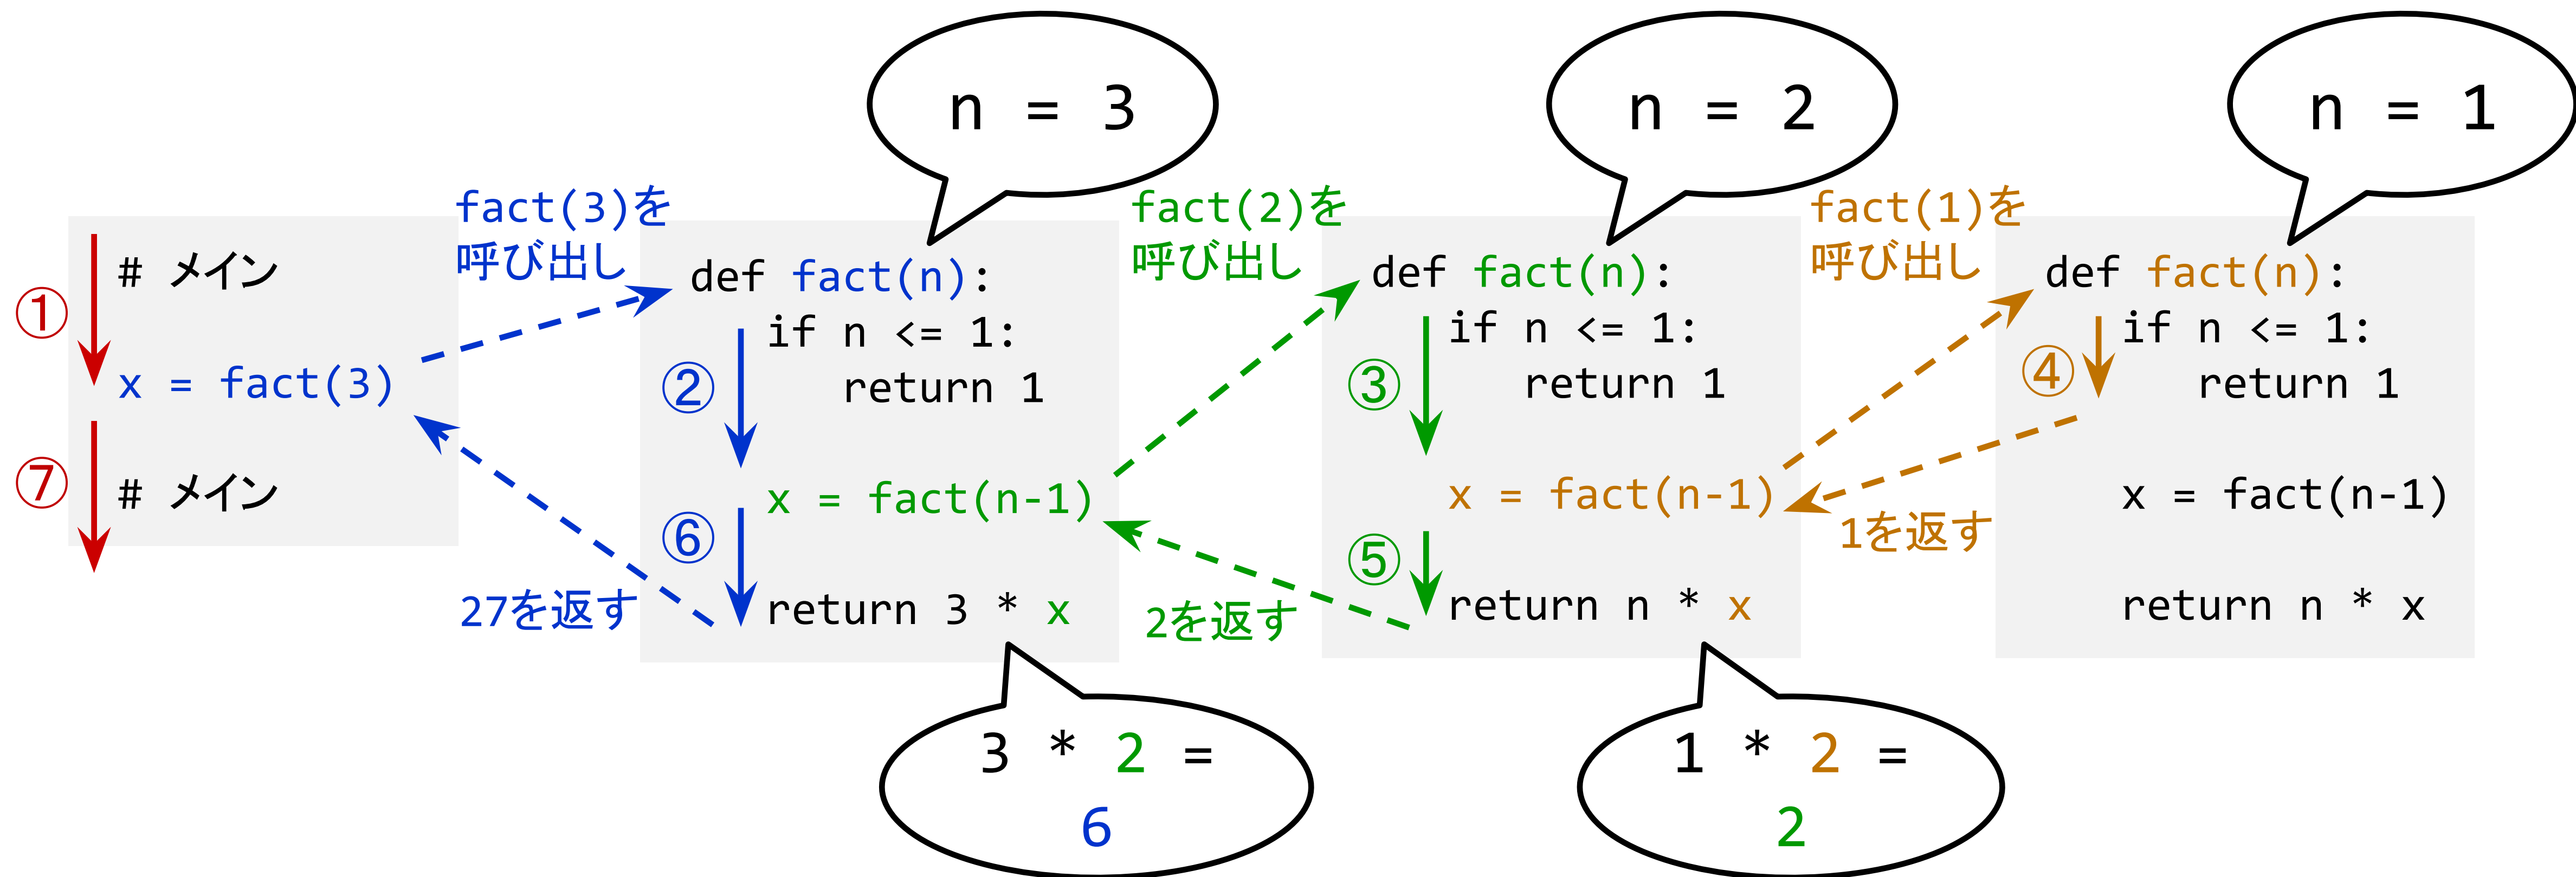 n = 3
n = 2
n = 1
①
# メイン
x = fact(3)
⑦
# メイン
fact(3)を
呼び出し
27を返す
def fact(n):
if n <= 1:
return 1
②
x = fact(n-1)
⑥
return 3 * x
3 * 2 =
6
fact(2)を
呼び出し
2を返す
def fact(n):
if n <= 1:
return 1
③
x = fact(n-1)
⑤
return n * x
1 * 2 =
2
fact(1)を
呼び出し
1を返す
def fact(n):
if n <= 1:
④
return 1
x = fact(n-1)
return n * x